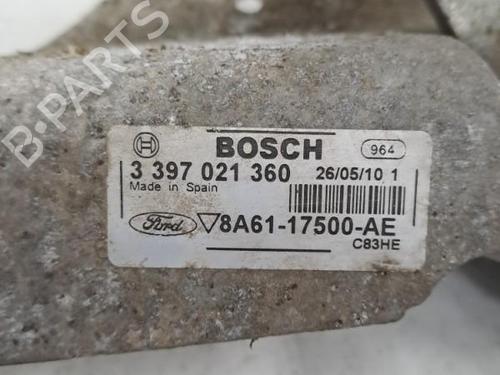 BOSCH
964
3 397 021 360
26/05/10 1
Made in Spain
Ford
8A61-17500-AE
C83HE
B-PARTS